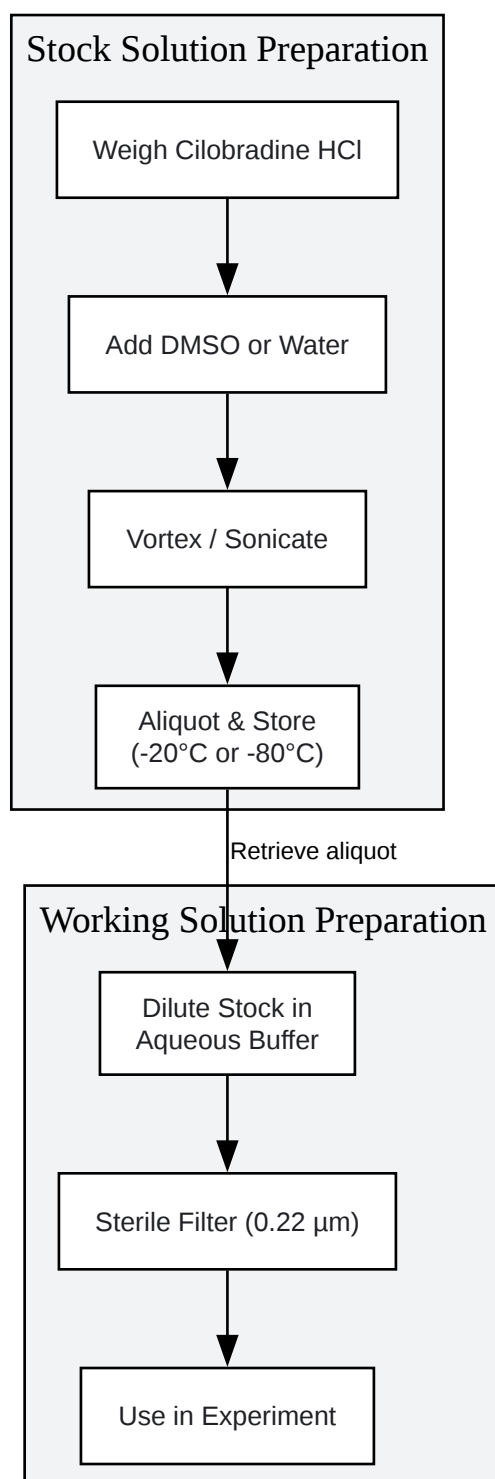 Stock Solution Preparation
Weigh Cilobradine HCl
Add DMSO or Water
Vortex / Sonicate
Aliquot & Store
(-20°C or -80°C)
Retrieve aliquot
Working Solution Preparation
Dilute Stock in
Aqueous Buffer
Sterile Filter (0.22 µm)
Use in Experiment